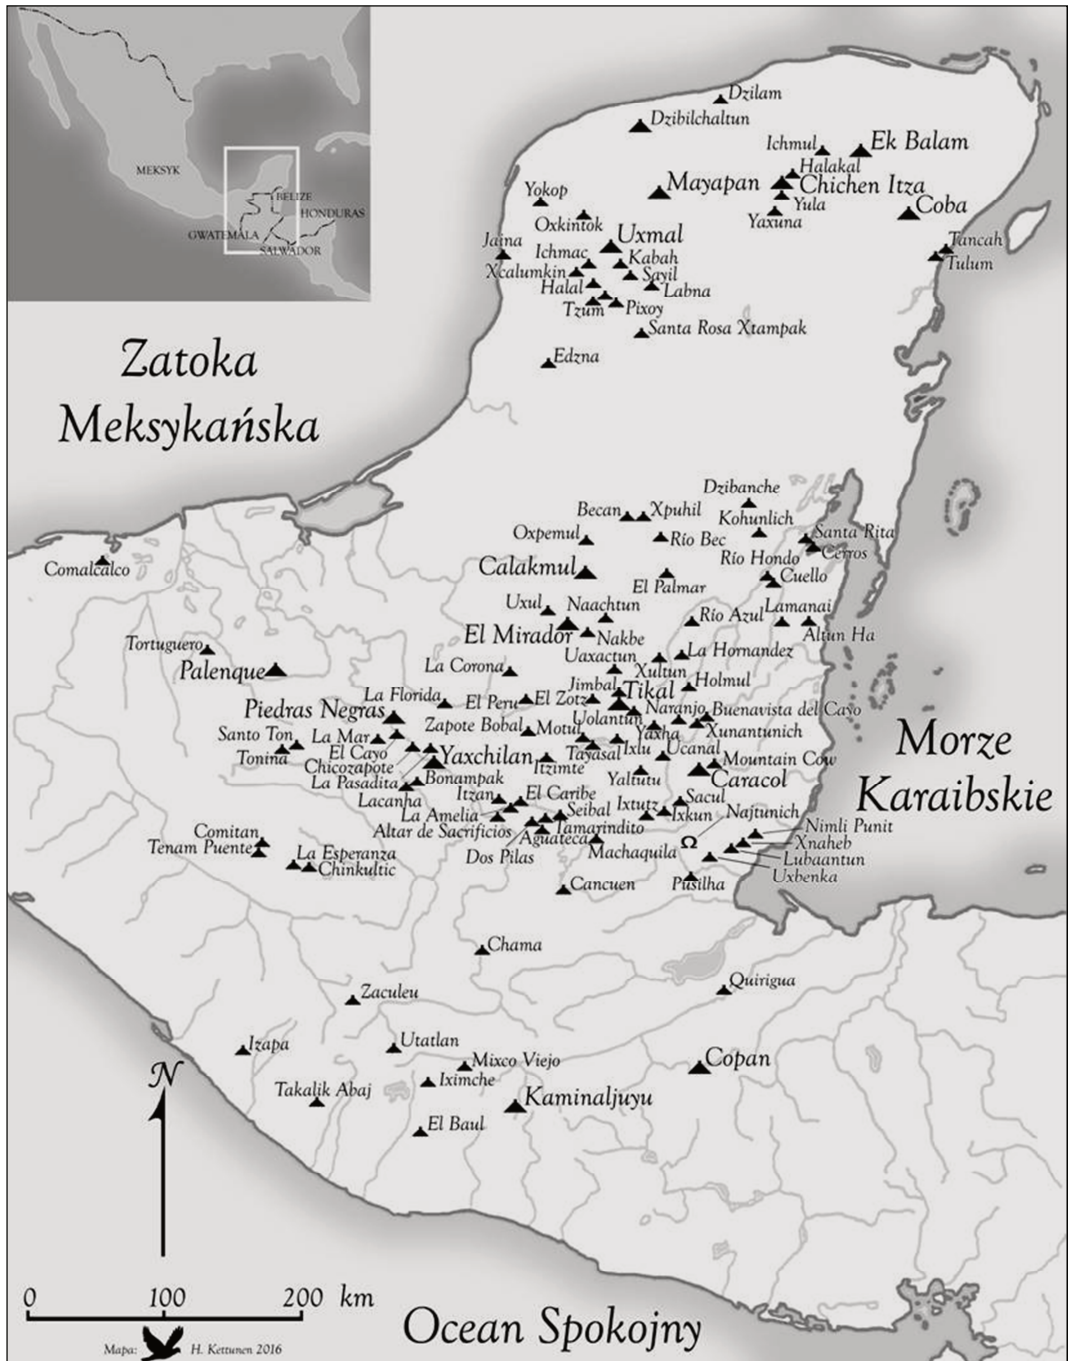 MEKSYK
BELIZE
HONDURAS
GWATEMALA
SALWADOR
Dzilam
Dzibilchaltun
Ichmul
Ek Balam
Halakal
Mayapan
Chichen Itza
Yokop
Yula
Coba
Oxkintok
Yaxuna
Uxmal
Jaina
Tancah
Ichmac
Kabah
Tulum
Xcalumkin
Sayil
Halal
Labna
Tzum
Pixoy
Santa Rosa Xtampak
Edzna
Zatoka
Meksykańska
Dzibanche
Becan
Xpuhil
Kohunlich
Oxpemul
Río Bec
Santa Rita
Cerros
Río Hondo
Comalcalco
Calakmul
El Palmar
Cuello
Uxul
Naachtun
Río Azul
Lamanai
El Mirador
Nakbe
Altun Ha
Tortuguero
Uaxactun
La Hornandez
Palenque
La Corona
Xultun
Jimbal
Tikal
Holmul
La Florida
El Peru
El Zotz
Piedras Negras
Naranjo
Buenavista del Cayo
Zapote Bobal
Motul
Uolantun
Yaxha
Xunantunich
Santo Ton
La Mar
Tonina
El Cayo
Yaxchilan
Tayasal
Ixlu
Ucanal
Mountain Cow
Chicozapote
Itzimte
Yaltutu
Caracol
La Pasadita
Bonampak
Lacanha
Itzan
El Caribe
Sacul
La Amelia
Seibal
Ixtutz
Ixkun
Najtunich
Altar de Sacrificios
Tamarindito
Nimli Punit
Aguateca
Xnaheb
Dos Pilas
Machaquila
Ω
Lubaantun
Uxbenka
Comitan
Tenam Puente
La Esperanza
Chinkultic
Cancuen
Pusilha
Morze
Karaibskie
Chama
Zaculeu
Quirigua
Izapa
Utatlan
Mixco Viejo
Copan
Iximche
Takalik Abaj
Kaminaljuyu
El Baul
N
0 100 200 km
Ocean Spokojny
Mapa: H. Kettunen 2016